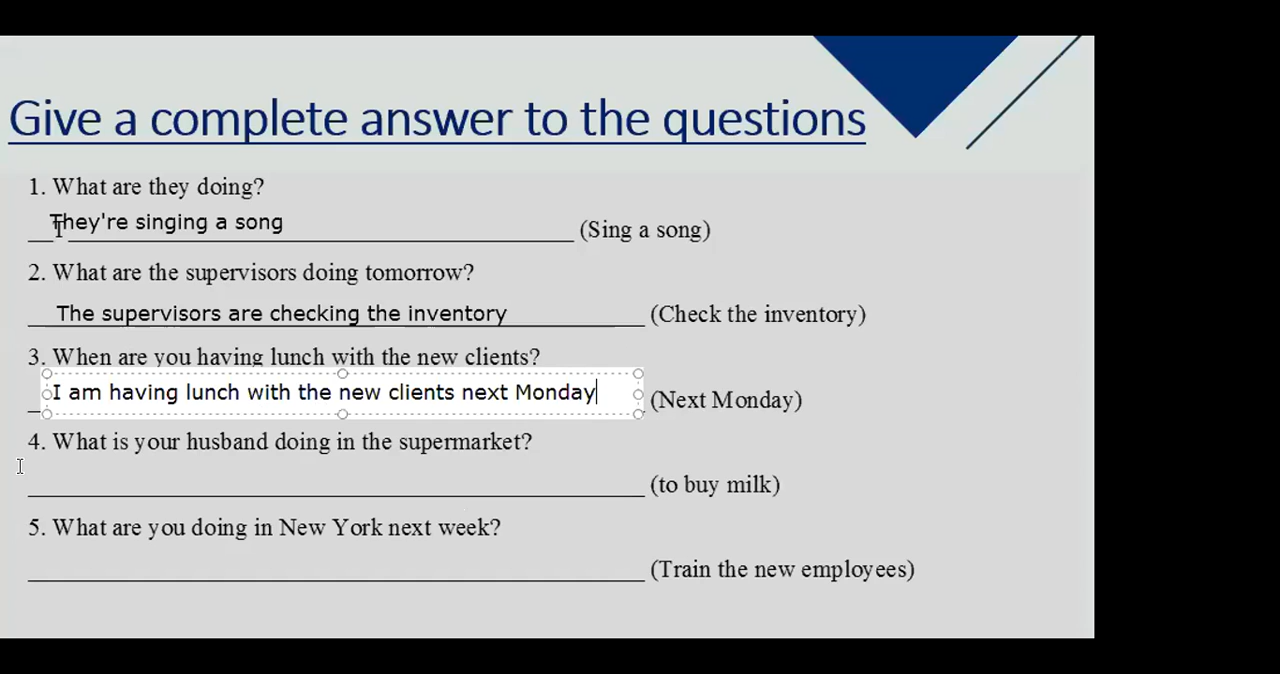 Give a complete answer to the questions
1. What are they doing?
They're singing a song (Sing a song)
2. What are the supervisors doing tomorrow?
The supervisors are checking the inventory (Check the inventory)
3. When are you having lunch with the new clients?
I am having lunch with the new clients next Monday (Next Monday)
4. What is your husband doing in the supermarket?
(to buy milk)
5. What are you doing in New York next week?
(Train the new employees)